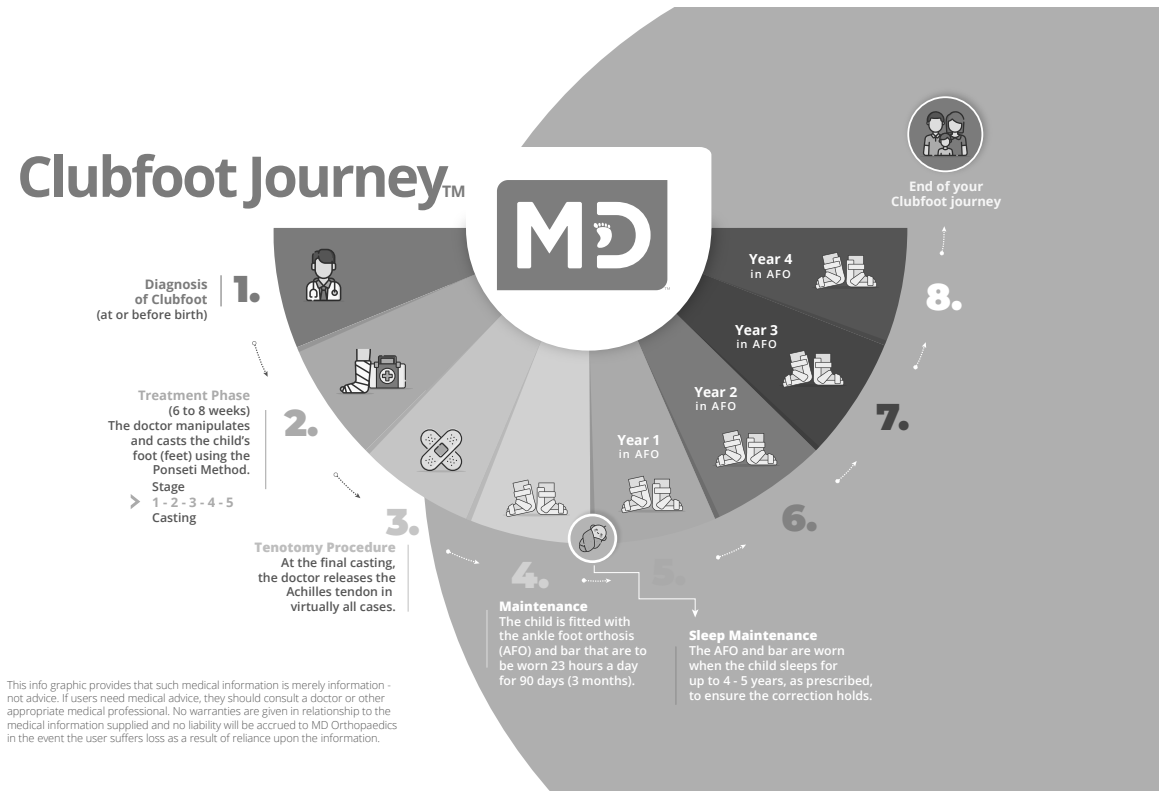 Clubfoot Journey™
MD
™
1.
Diagnosis
of Clubfoot
(at or before birth)
2.
Treatment Phase
(6 to 8 weeks)
The doctor manipulates
and casts the child's
foot (feet) using the
Ponseti Method.
Stage
1 - 2 - 3 - 4 - 5
Casting
3.
Tenotomy Procedure
At the final casting,
the doctor releases the
Achilles tendon in
virtually all cases.
4.
Maintenance
The child is fitted with
the ankle foot orthosis
(AFO) and bar that are to
be worn 23 hours a day
for 90 days (3 months).
5.
Sleep Maintenance
The AFO and bar are worn
when the child sleeps for
up to 4 - 5 years, as prescribed,
to ensure the correction holds.
Year 1
in AFO
6.
Year 2
in AFO
7.
Year 3
in AFO
8.
Year 4
in AFO
End of your
Clubfoot journey
This info graphic provides that such medical information is merely information -
not advice. If users need medical advice, they should consult a doctor or other
appropriate medical professional. No warranties are given in relationship to the
medical information supplied and no liability will be accrued to MD Orthopaedics
in the event the user suffers loss as a result of reliance upon the information.